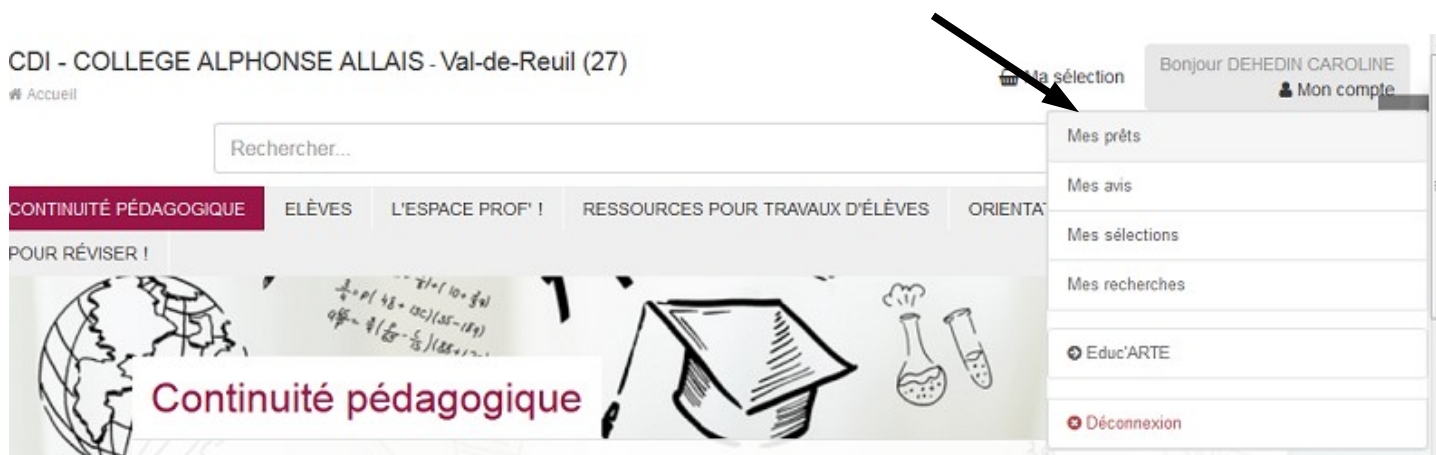 CDI - COLLEGE ALPHONSE ALLAIS - Val-de-Reuil (27)
Accueil
Ma sélection
Bonjour DEHEDIN CAROLINE
Mon compte
Rechercher...
CONTINUITÉ PÉDAGOGIQUE ELÈVES L'ESPACE PROF' ! RESSOURCES POUR TRAVAUX D'ÉLÈVES ORIENTAT
POUR RÉVISER !
Mes prêts
Mes avis
Mes sélections
Mes recherches
Educ'ARTE
Déconnexion
Continuité pédagogique